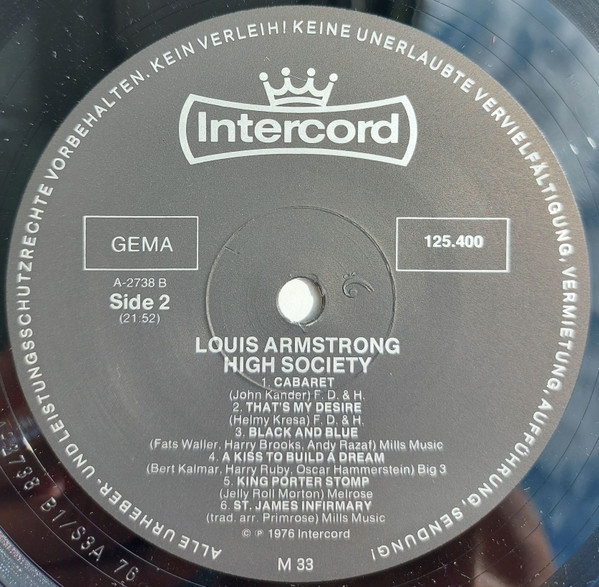 ALLE URHEBER- UND LEISTUNGSSCHUTZRECHTE VORBEHALTEN. KEIN VERLEIH! KEINE UNERLAUBTE VERVIELFÄLTIGUNG, VERMIETUNG, AUFFÜHRUNG, SENDUNG!
Intercord
GEMA
125.400
A-2738 B
Side 2
(21 52)
LOUIS ARMSTRONG
HIGH SOCIETY
1. CABARET
(John Kander) F. D. & H.
2. THAT'S MY DESIRE
(Helmy Kresa) F. D. & H.
3. BLACK AND BLUE
(Fats Waller, Harry Brooks, Andy Razaf) Mills Music
4. A KISS TO BUILD A DREAM
(Bert Kalmar, Harry Ruby, Oscar Hammerstein) Big 3
5. KING PORTER STOMP
(Jelly Roll Morton) Melrose
6. ST. JAMES INFIRMARY
(trad. arr. Primrose) Mills Music
© ℗ 1976 Intercord
M 33
2738 B1/S3A 76